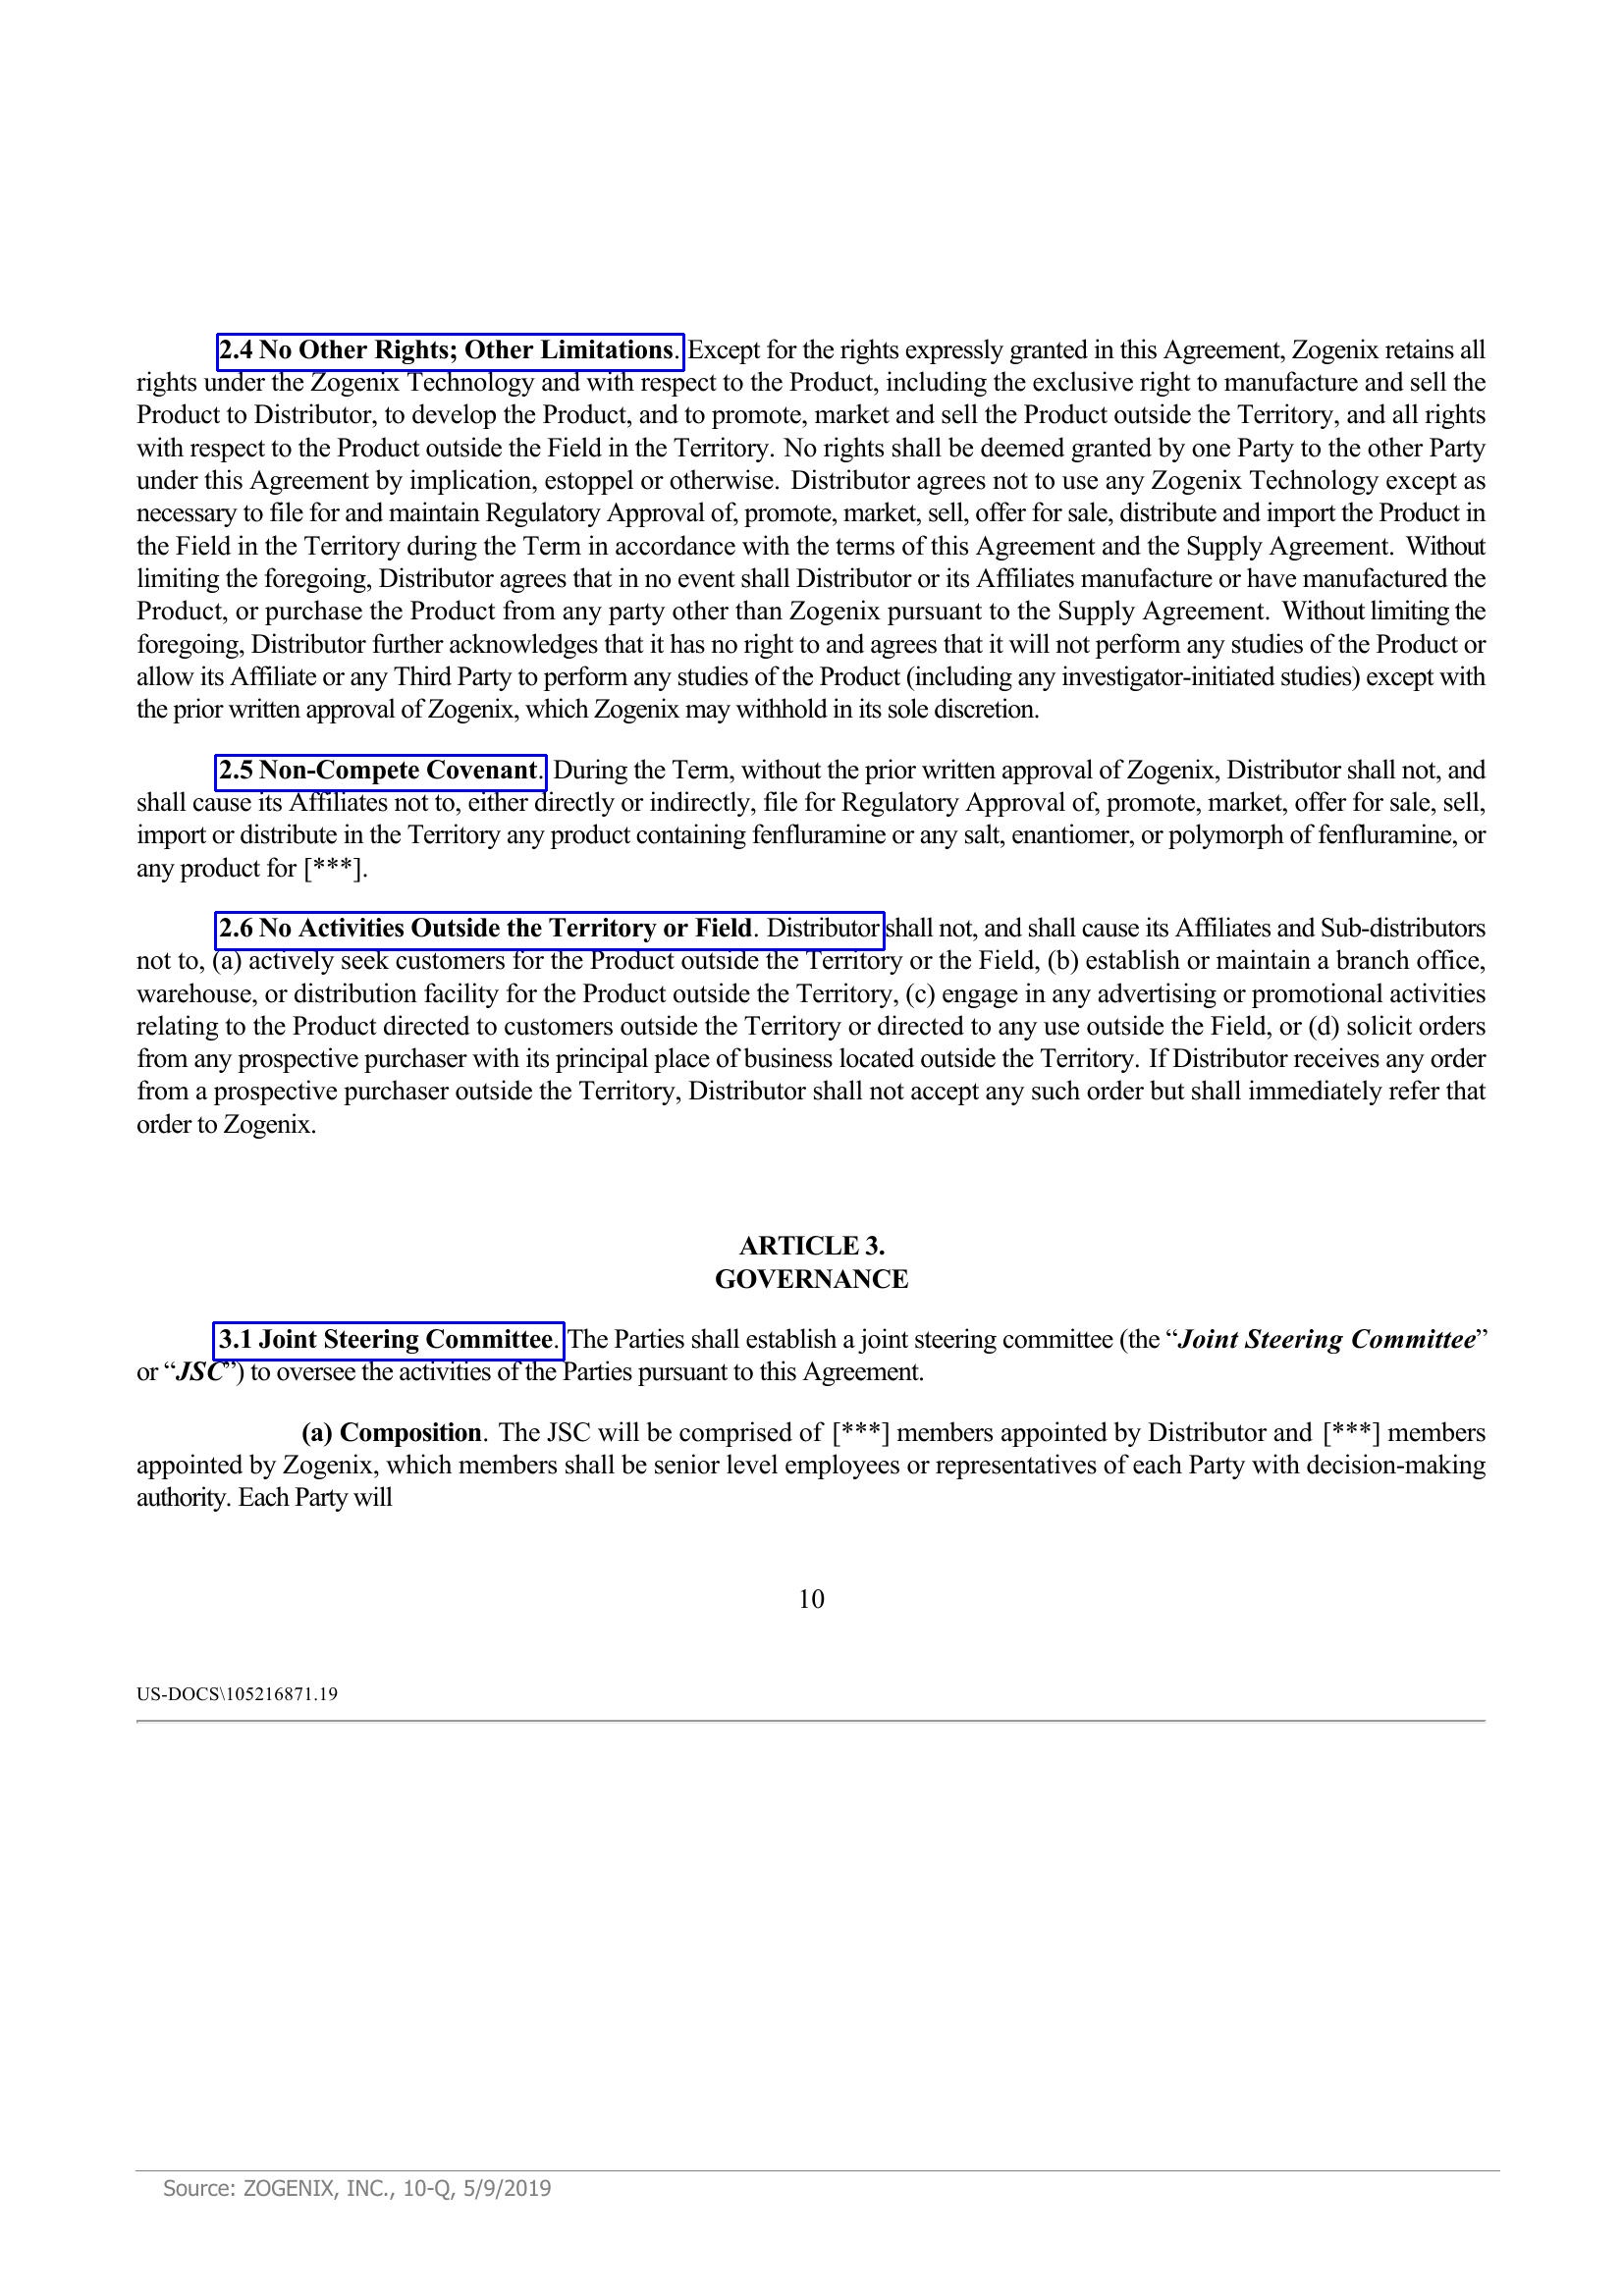 2.4 No Other Rights; Other Limitations. Except for the rights expressly granted in this Agreement, Zogenix retains all
rights under the Zogenix Technology and with respect to the Product, including the exclusive right to manufacture and sell the
Product to Distributor, to develop the Product, and to promote, market and sell the Product outside the Territory, and all rights
with respect to the Product outside the Field in the Territory. No rights shall be deemed granted by one Party to the other Party
under this Agreement by implication, estoppel or otherwise. Distributor agrees not to use any Zogenix Technology except as
necessary to file for and maintain Regulatory Approval of, promote, market, sell, offer for sale, distribute and import the Product in
the Field in the Territory during the Term in accordance with the terms of this Agreement and the Supply Agreement. Without
limiting the foregoing, Distributor agrees that in no event shall Distributor or its Affiliates manufacture or have manufactured the
Product, or purchase the Product from any party other than Zogenix pursuant to the Supply Agreement. Without limiting the
foregoing, Distributor further acknowledges that it has no right to and agrees that it will not perform any studies of the Product or
allow its Affiliate or any Third Party to perform any studies of the Product (including any investigator-initiated studies) except with
the prior written approval of Zogenix, which Zogenix may withhold in its sole discretion.
2.5 Non-Compete Covenant. During the Term, without the prior written approval of Zogenix, Distributor shall not, and
shall cause its Affiliates not to, either directly or indirectly, file for Regulatory Approval of, promote, market, offer for sale, sell,
import or distribute in the Territory any product containing fenfluramine or any salt, enantiomer, or polymorph of fenfluramine, or
any product for [***].
2.6 No Activities Outside the Territory or Field. Distributor shall not, and shall cause its Affiliates and Sub-distributors
not to, (a) actively seek customers for the Product outside the Territory or the Field, (b) establish or maintain a branch office,
warehouse, or distribution facility for the Product outside the Territory, (c) engage in any advertising or promotional activities
relating to the Product directed to customers outside the Territory or directed to any use outside the Field, or (d) solicit orders
from any prospective purchaser with its principal place of business located outside the Territory. If Distributor receives any order
from a prospective purchaser outside the Territory, Distributor shall not accept any such order but shall immediately refer that
order to Zogenix.
ARTICLE 3.
GOVERNANCE
3.1 Joint Steering Committee. The Parties shall establish a joint steering committee (the “Joint Steering Committee”
or “JSC”) to oversee the activities of the Parties pursuant to this Agreement.
(a) Composition. The JSC will be comprised of [***] members appointed by Distributor and [***] members
appointed by Zogenix, which members shall be senior level employees or representatives of each Party with decision-making
authority. Each Party will
10
US-DOCS\105216871.19
Source: ZOGENIX, INC., 10-Q, 5/9/2019